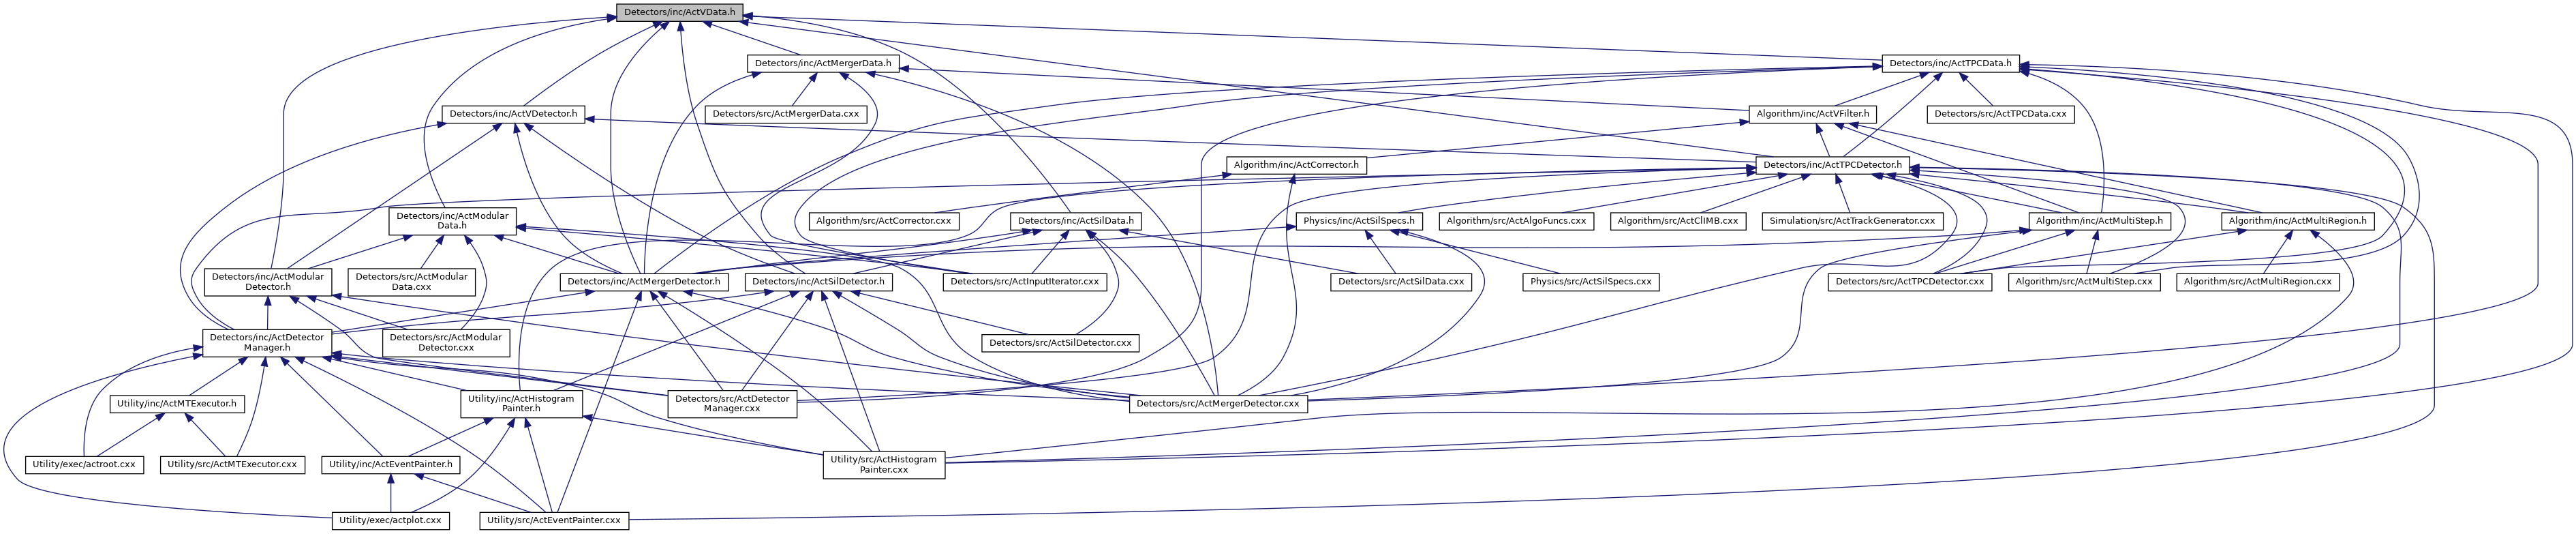 Detectors/inc/ActVData.h
Detectors/inc/ActMergerData.h
Detectors/inc/ActTPCData.h
Detectors/inc/ActVDetector.h
Detectors/src/ActMergerData.cxx
Algorithm/inc/ActVFilter.h
Detectors/src/ActTPCData.cxx
Algorithm/inc/ActCorrector.h
Detectors/inc/ActTPCDetector.h
Detectors/inc/ActModular
Data.h
Algorithm/src/ActCorrector.cxx
Detectors/inc/ActSilData.h
Physics/inc/ActSilSpecs.h
Algorithm/src/ActAlgoFuncs.cxx
Algorithm/src/ActClIMB.cxx
Simulation/src/ActTrackGenerator.cxx
Algorithm/inc/ActMultiStep.h
Algorithm/inc/ActMultiRegion.h
Detectors/inc/ActModular
Detector.h
Detectors/src/ActModular
Data.cxx
Detectors/inc/ActMergerDetector.h
Detectors/inc/ActSilDetector.h
Detectors/src/ActInputIterator.cxx
Detectors/src/ActSilData.cxx
Physics/src/ActSilSpecs.cxx
Detectors/src/ActTPCDetector.cxx
Algorithm/src/ActMultiStep.cxx
Algorithm/src/ActMultiRegion.cxx
Detectors/inc/ActDetector
Manager.h
Detectors/src/ActModular
Detector.cxx
Detectors/src/ActSilDetector.cxx
Utility/inc/ActMTExecutor.h
Utility/inc/ActHistogram
Painter.h
Detectors/src/ActDetector
Manager.cxx
Detectors/src/ActMergerDetector.cxx
Utility/exec/actroot.cxx
Utility/src/ActMTExecutor.cxx
Utility/inc/ActEventPainter.h
Utility/src/ActHistogram
Painter.cxx
Utility/exec/actplot.cxx
Utility/src/ActEventPainter.cxx